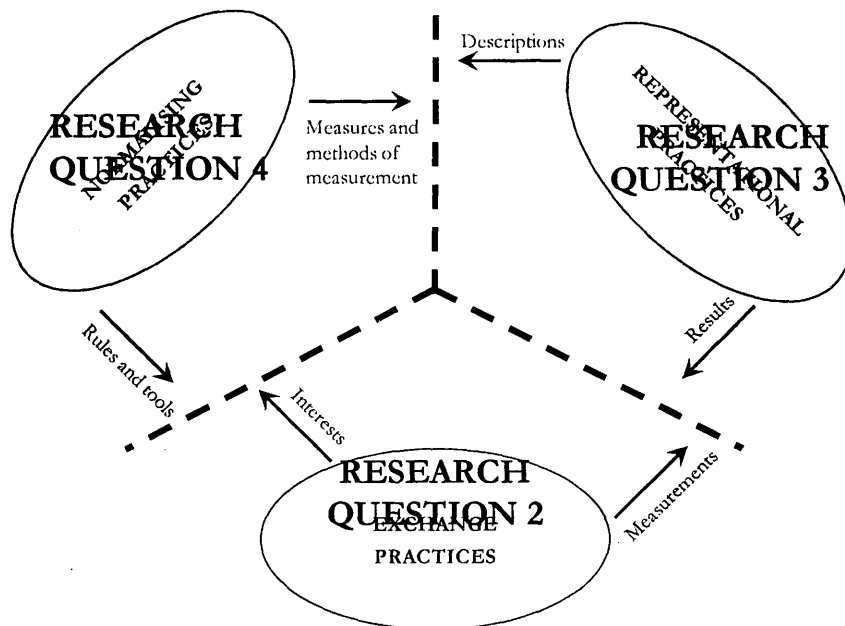 RESEARCH
QUESTION 4
NORMALISING
PRACTICES
Measures and
methods of
measurement
Descriptions
RESEARCH
QUESTION 3
REPRESENTATIONAL
PRACTICES
Rules and tools
Results
Interests
Measurements
RESEARCH
QUESTION 2
EXCHANGE
PRACTICES